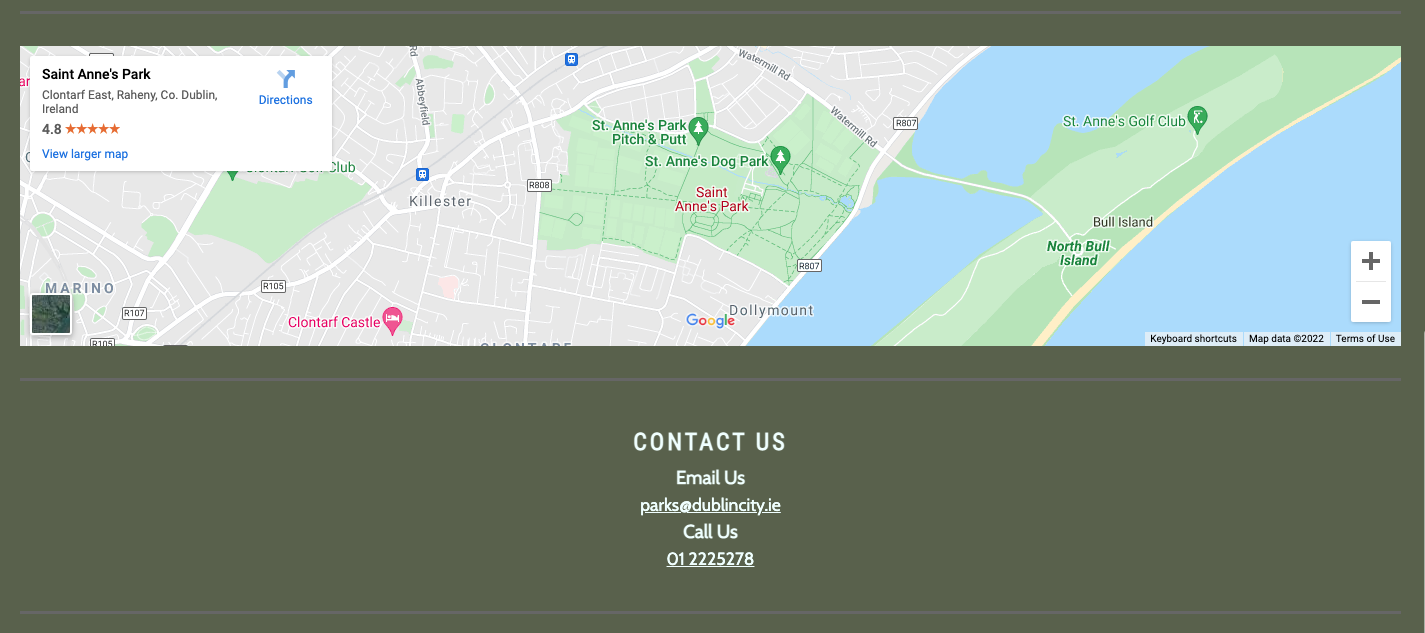 Saint Anne's Park
Clontarf East, Raheny, Co. Dublin,
Ireland
4.8
View larger map
Directions
Abbeyfield
Watermill Rd
Watermill Rd
R807
St. Anne's Park
Pitch & Putt
St. Anne's Dog Park
St. Anne's Golf Club
R808
Killester
Saint
Anne's Park
Bull Island
North Bull
Island
R807
MARINO
R105
R107
R105
Clontarf Castle
Google
Dollymount
Keyboard shortcuts
Map data ©2022
Terms of Use
CONTACT US
Email Us
parks@dublincity.ie
Call Us
01 2225278